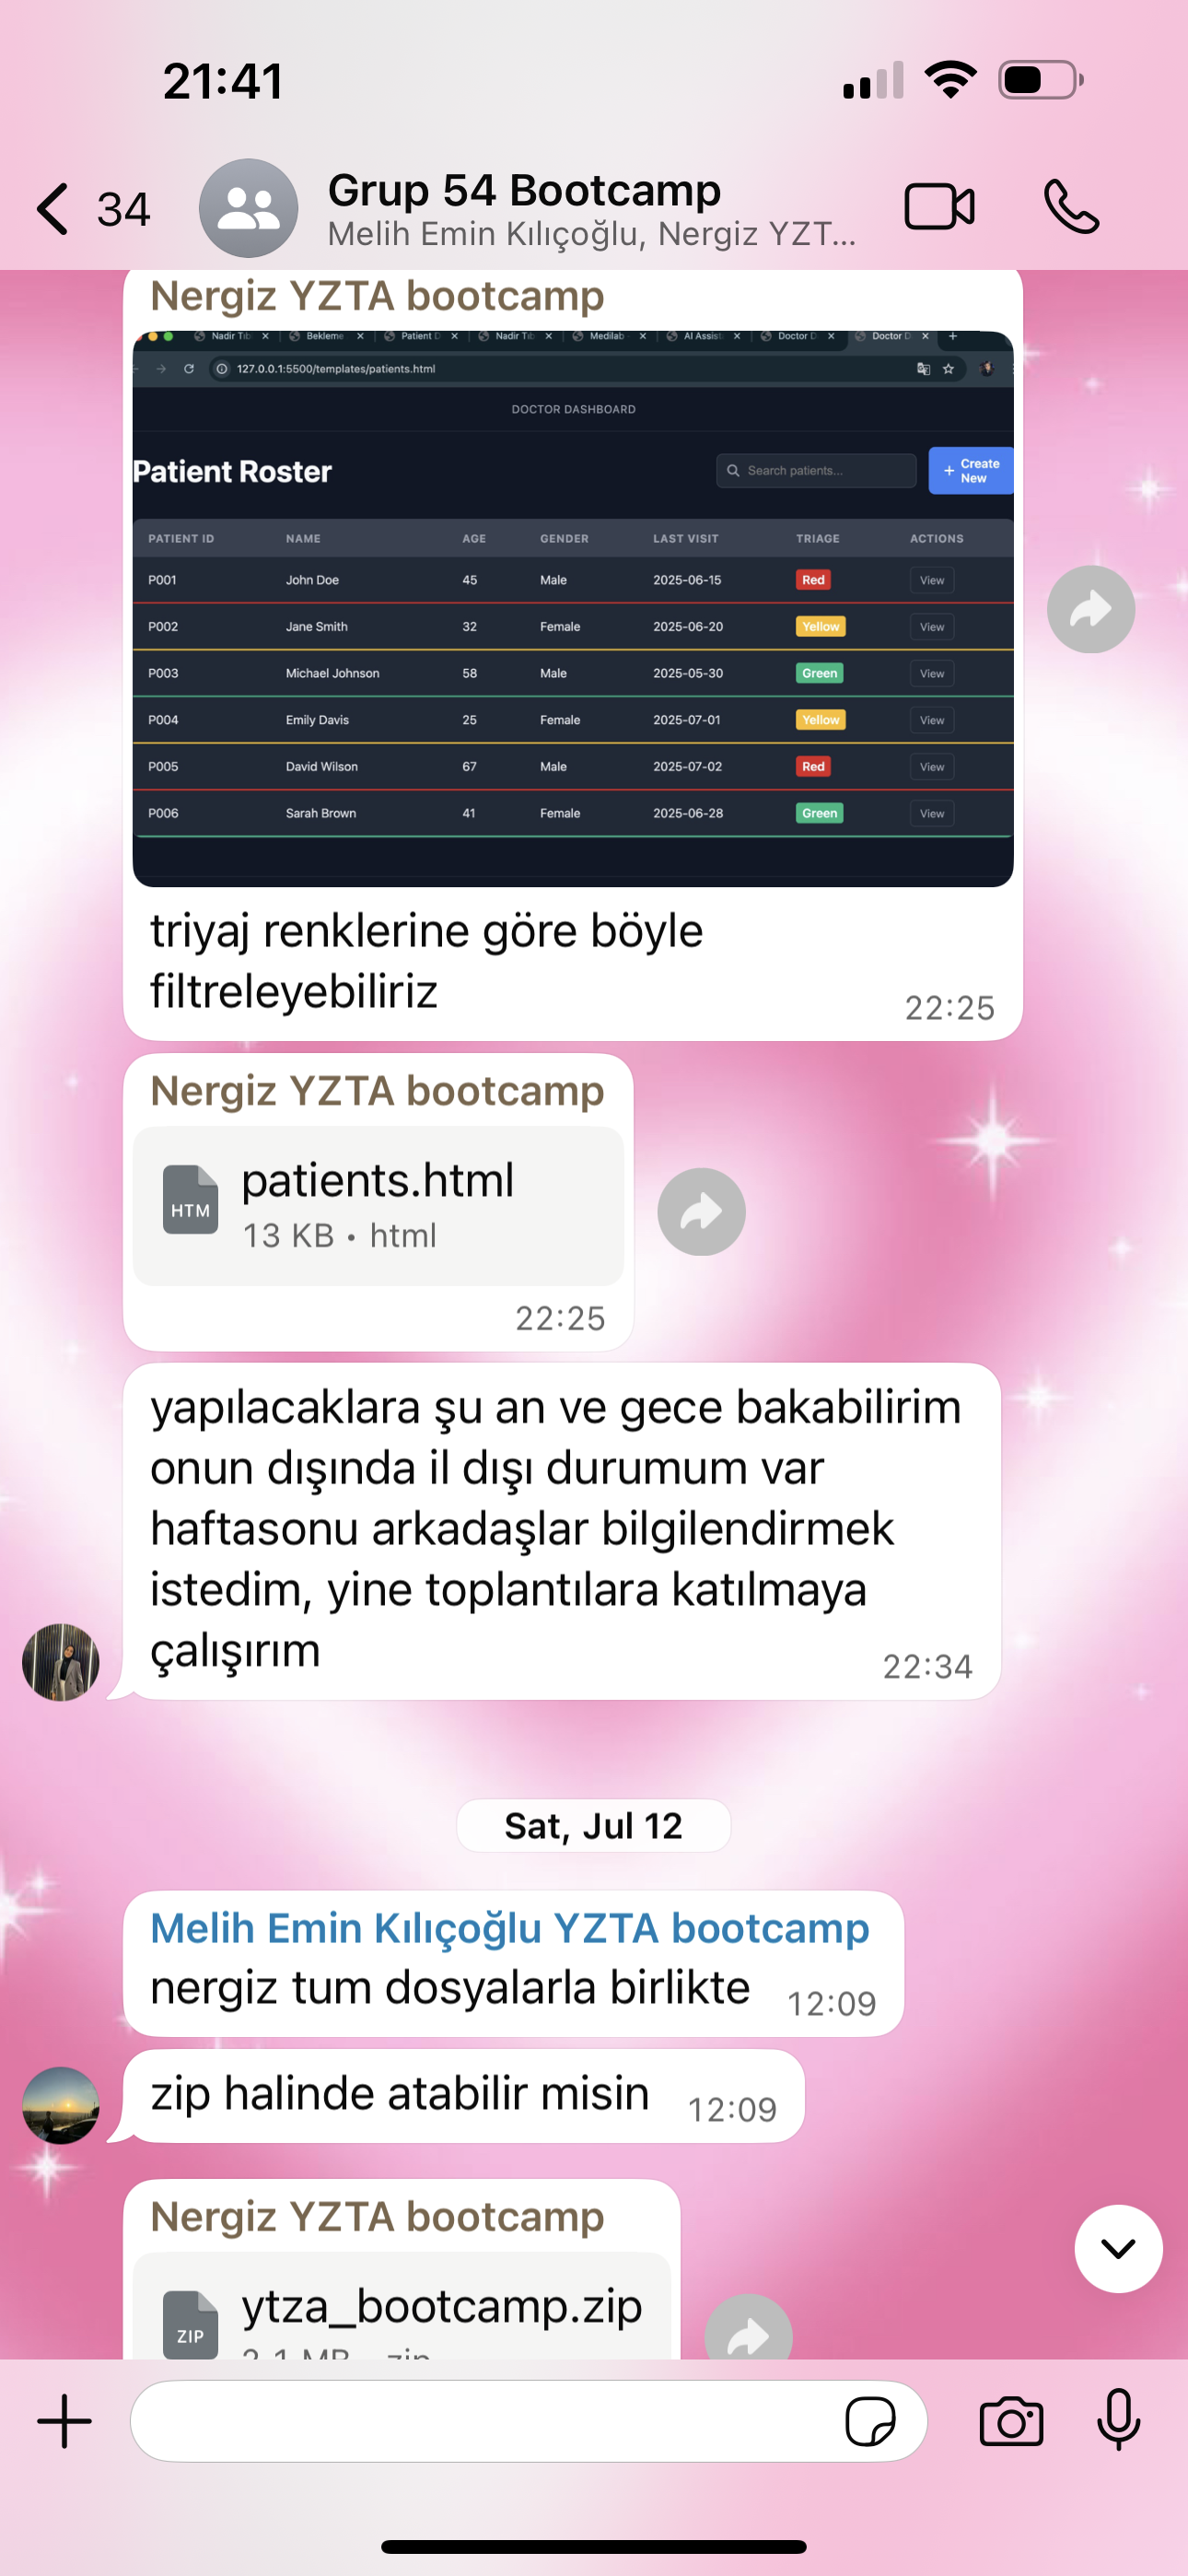 21:41
34
Grup 54 Bootcamp
Melih Emin Kılıçoğlu, Nergiz YZT...
Nergiz YZTA bootcamp
Nadir Tıb Bekleme Patient D Nadir Tıb Medilab AI Assist Doctor D Doctor D
127.0.0.1:5500/templates/patients.html
DOCTOR DASHBOARD
Patient Roster
Search patients...
+ Create New
PATIENT ID NAME AGE GENDER LAST VISIT TRIAGE ACTIONS
P001 John Doe 45 Male 2025-06-15 Red View
P002 Jane Smith 32 Female 2025-06-20 Yellow View
P003 Michael Johnson 58 Male 2025-05-30 Green View
P004 Emily Davis 25 Female 2025-07-01 Yellow View
P005 David Wilson 67 Male 2025-07-02 Red View
P006 Sarah Brown 41 Female 2025-06-28 Green View
triyaj renklerine göre böyle
filtreleyebiliriz
22:25
Nergiz YZTA bootcamp
HTM
patients.html
13 KB • html
22:25
yapılacaklara şu an ve gece bakabilirim
onun dışında il dışı durumum var
haftasonu arkadaşlar bilgilendirmek
istedim, yine toplantılara katılmaya
çalışırım
22:34
Sat, Jul 12
Melih Emin Kılıçoğlu YZTA bootcamp
nergiz tum dosyalarla birlikte 12:09
zip halinde atabilir misin 12:09
Nergiz YZTA bootcamp
ZIP
ytza_bootcamp.zip